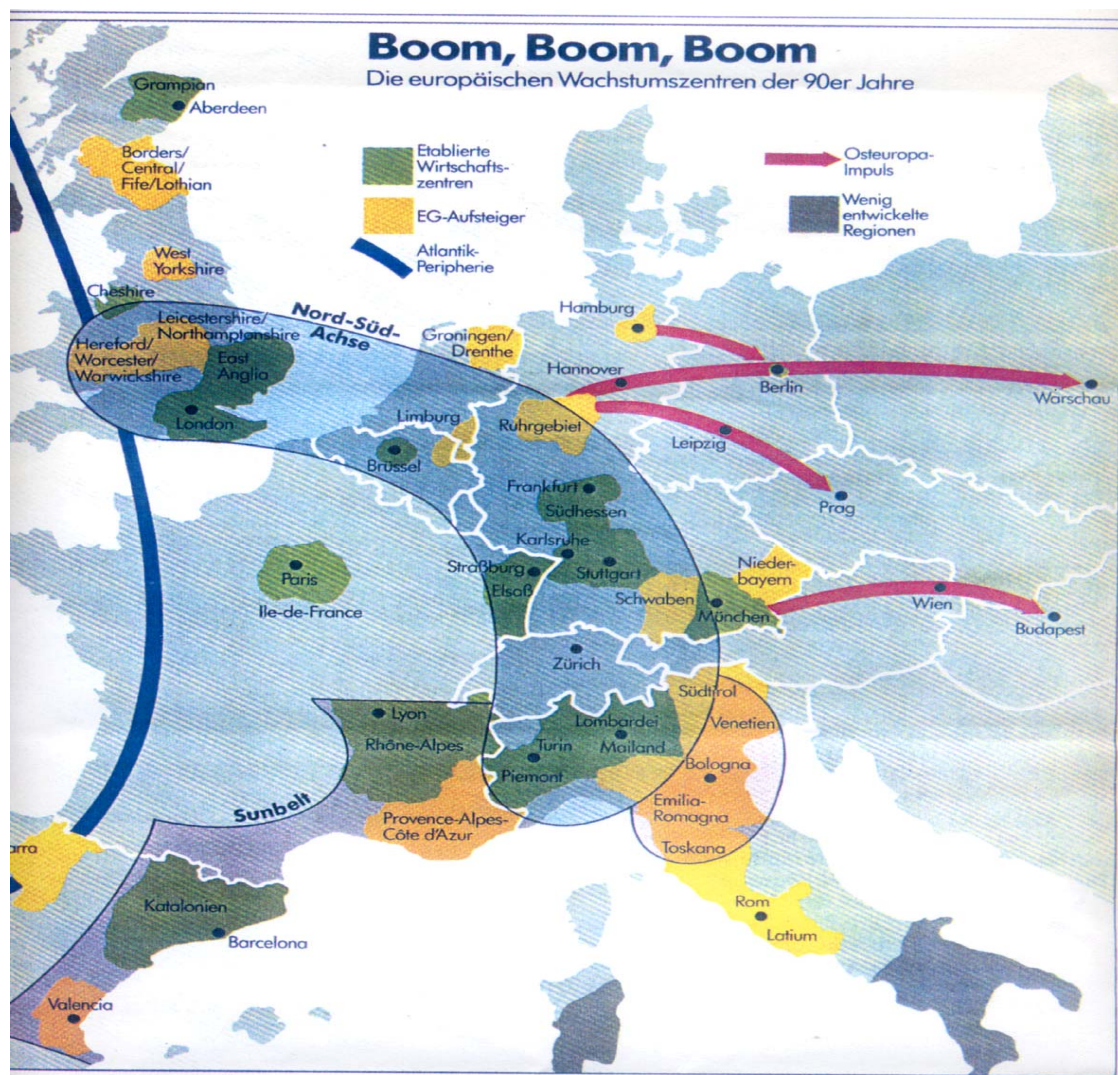 Boom, Boom, Boom
Die europäischen Wachstumszentren der 90er Jahre
Grampian
Aberdeen
Borders/
Central/
Fife/Lothian
Etablierte
Wirtschafts-
zentren
EG-Aufsteiger
Atlantik-
Peripherie
Osteuropa-
Impuls
Wenig
entwickelte
Regionen
West
Yorkshire
Cheshire
Nord-Süd-
Achse
Leicestershire/
Northamptonshire
Hereford/
Worcester/
Warwickshire
East
Anglia
London
Groningen/
Drenthe
Hamburg
Hannover
Berlin
Warschau
Limburg
Ruhrgebiet
Leipzig
Brüssel
Prag
Frankfurt
Südhessen
Karlsruhe
Stuttgart
Straßburg
Elsaß
Paris
Ile-de-France
Schwaben
Nieder-
bayern
München
Wien
Budapest
Zürich
Südtirol
Lyon
Rhône-Alpes
Lombardei
Mailand
Turin
Piemont
Venetien
Bologna
Emilia-
Romagna
Toskana
Sunbelt
Provence-Alpes-
Côte d'Azur
arra
Rom
Latium
Katalonien
Barcelona
Valencia